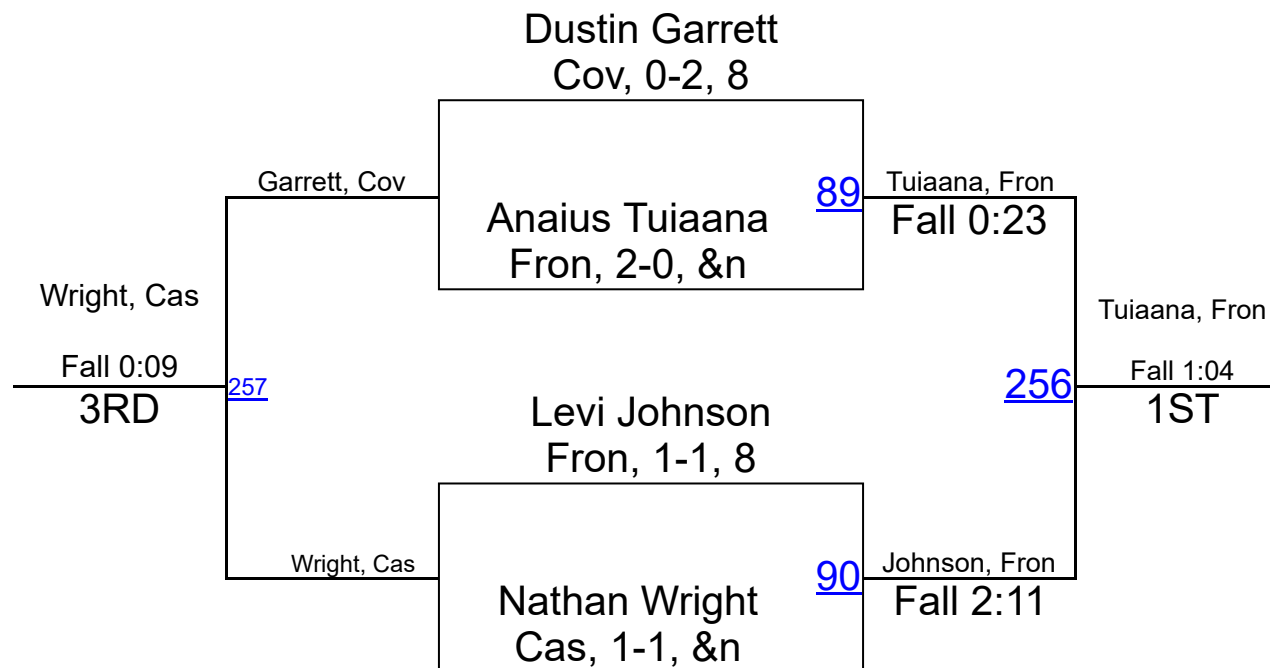 Dustin Garrett
Cov, 0-2, 8
Garrett, Cov
89
Tuiaana, Fron
Fall 0:23
Anaius Tuiaana
Fron, 2-0, &n
Wright, Cas
Fall 0:09
3RD
257
Tuiaana, Fron
256
Fall 1:04
1ST
Levi Johnson
Fron, 1-1, 8
Wright, Cas
90
Johnson, Fron
Fall 2:11
Nathan Wright
Cas, 1-1, &n